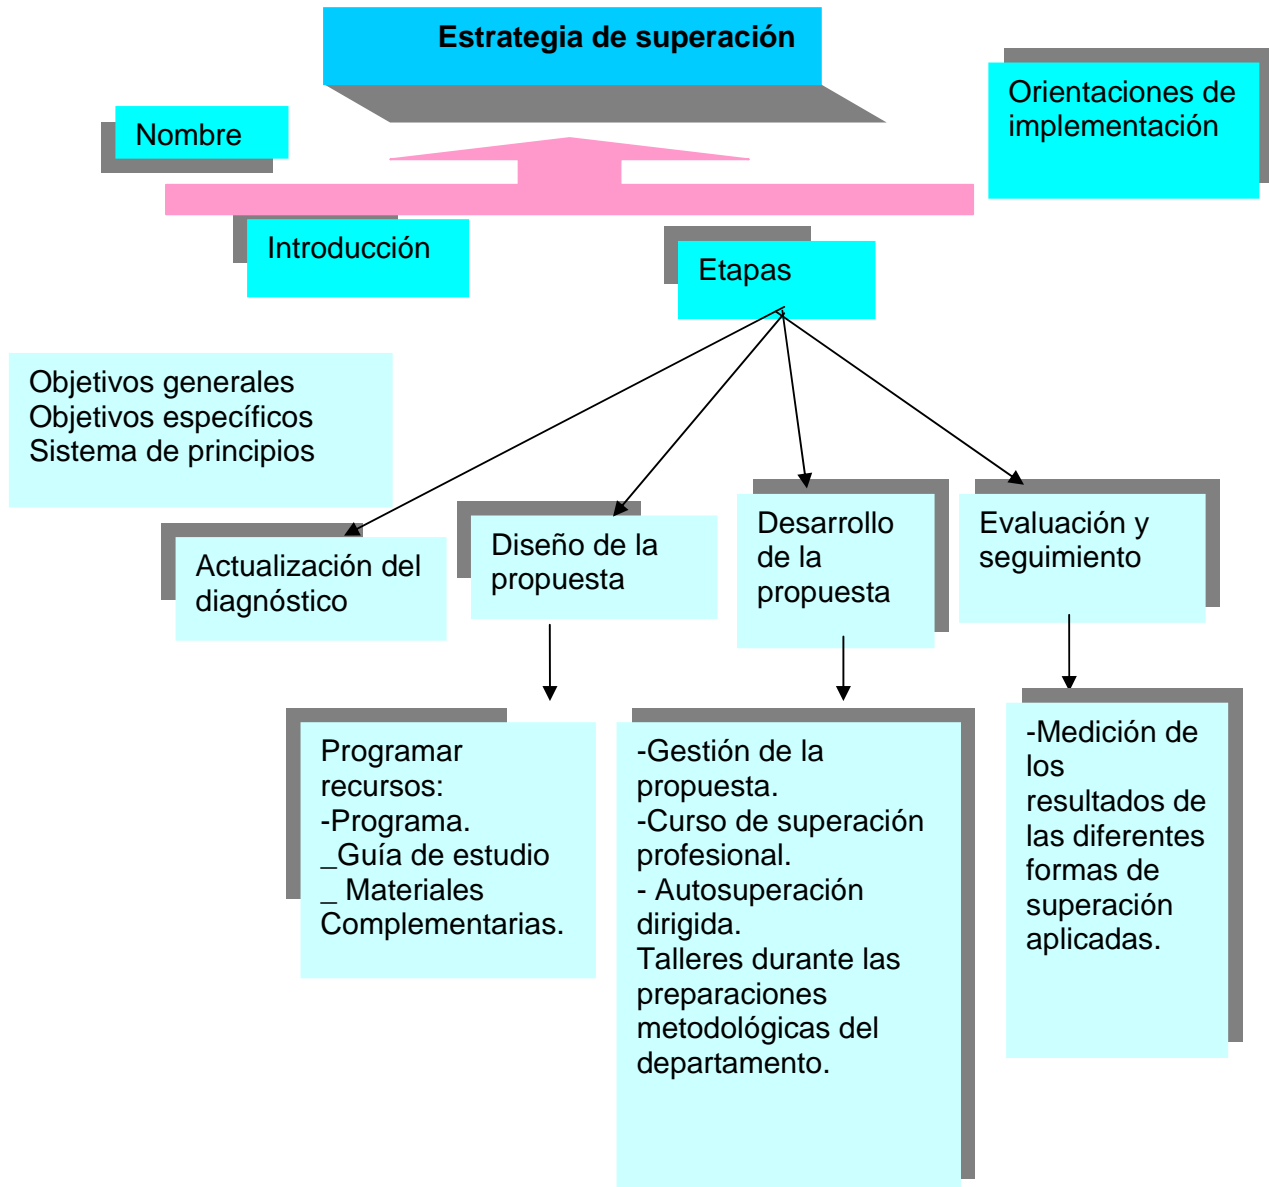 Estrategia de superación
Orientaciones de
implementación
Nombre
Introducción
Etapas
Objetivos generales
Objetivos específicos
Sistema de principios
Actualización del
diagnóstico
Diseño de la
propuesta
Desarrollo
de la
propuesta
Evaluación y
seguimiento
Programar
recursos:
-Programa.
_Guía de estudio
_ Materiales
Complementarias.
-Gestión de la
propuesta.
-Curso de superación
profesional.
- Autosuperación
dirigida.
Talleres durante las
preparaciones
metodológicas del
departamento.
-Medición de
los
resultados de
las diferentes
formas de
superación
aplicadas.